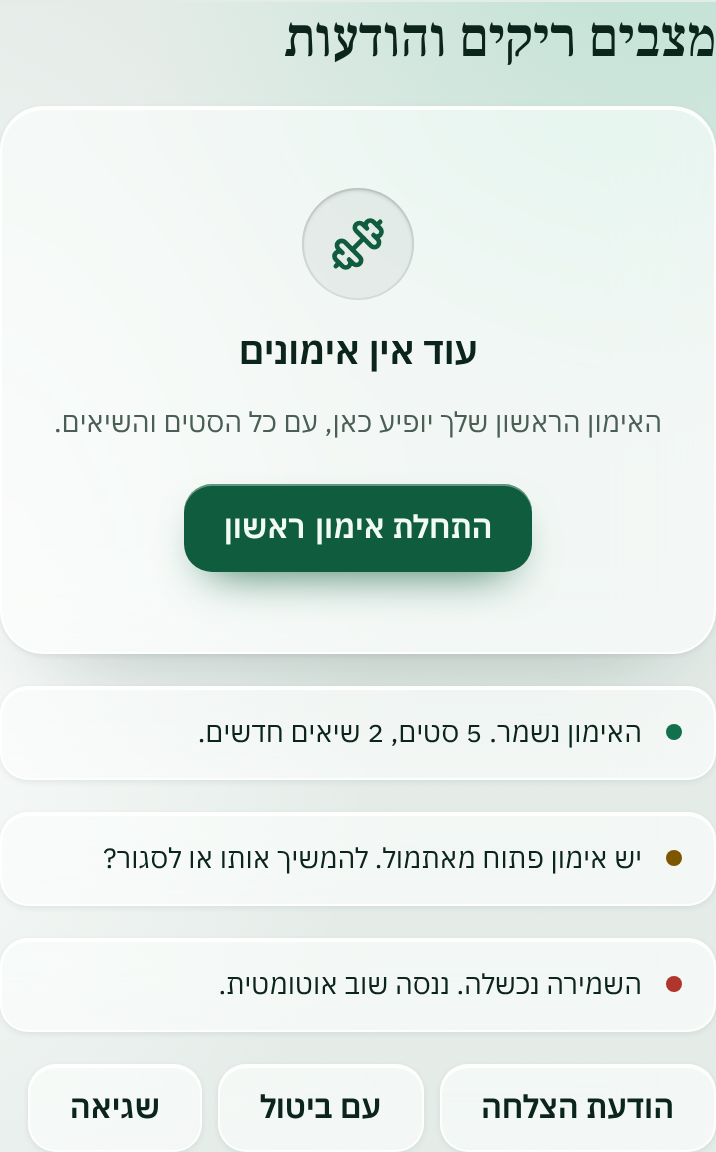 מצבים ריקים והודעות
עוד אין אימונים
האימון הראשון שלך יופיע כאן, עם כל הסטים והשיאים.
התחלת אימון ראשון
האימון נשמר. 5 סטים, 2 שיאים חדשים.
יש אימון פתוח מאתמול. להמשיך אותו או לסגור?
השמירה נכשלה. ננסה שוב אוטומטית.
הודעת הצלחה
עם ביטול
שגיאה